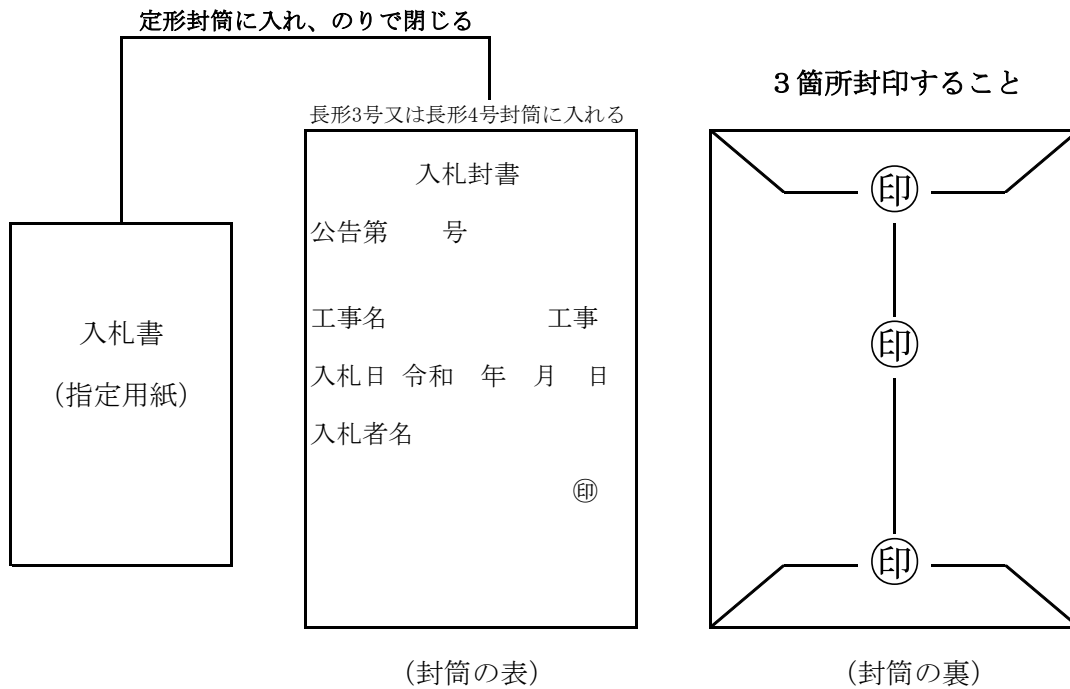 定形封筒に入れ、のりで閉じる
３箇所封印すること
長形3号又は長形4号封筒に入れる
入札封書
公告第　　号
工事名　　　　　　工事
入札日 令和　年　月　日
入札者名
㊞
入札書
（指定用紙）
㊞
㊞
㊞
（封筒の表）
（封筒の裏）